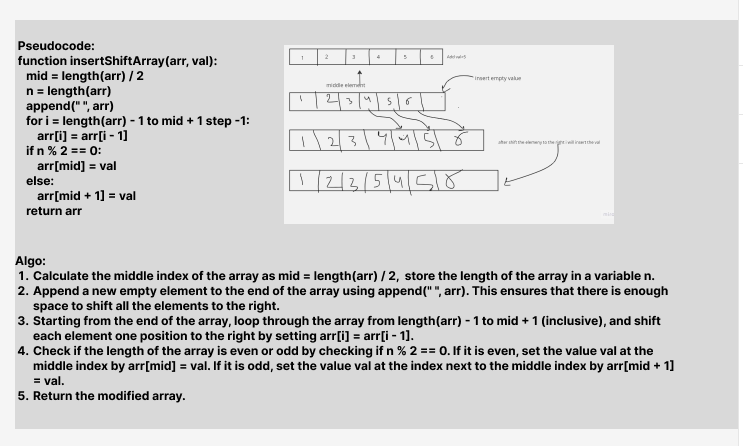 Pseudocode:
function insertShiftArray(arr, val):
mid = length(arr) / 2
n = length(arr)
append(" ", arr)
for i = length(arr) - 1 to mid + 1 step -1:
arr[i] = arr[i - 1]
if n % 2 == 0:
arr[mid] = val
else:
arr[mid + 1] = val
return arr
1 2 3 4 5 6 Add val=5
middle element
insert empty value
1 2 3 4 5 6
1 2 3 4 4 5 6
after shift the elemeny to the right i will insert the val
1 2 3 5 4 5 6
Algo:
1. Calculate the middle index of the array as mid = length(arr) / 2, store the length of the array in a variable n.
2. Append a new empty element to the end of the array using append(" ", arr). This ensures that there is enough
space to shift all the elements to the right.
3. Starting from the end of the array, loop through the array from length(arr) - 1 to mid + 1 (inclusive), and shift
each element one position to the right by setting arr[i] = arr[i - 1].
4. Check if the length of the array is even or odd by checking if n % 2 == 0. If it is even, set the value val at the
middle index by arr[mid] = val. If it is odd, set the value val at the index next to the middle index by arr[mid + 1]
= val.
5. Return the modified array.